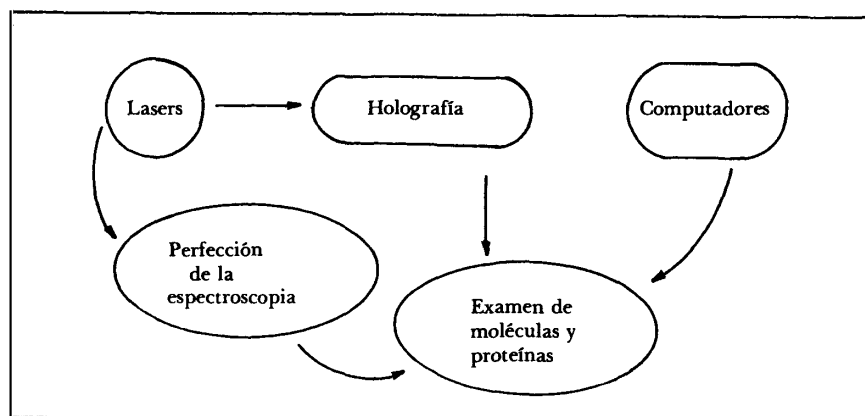 Lasers
Holografía
Computadores
Perfección
de la
espectroscopia
Examen de
moléculas y
proteínas